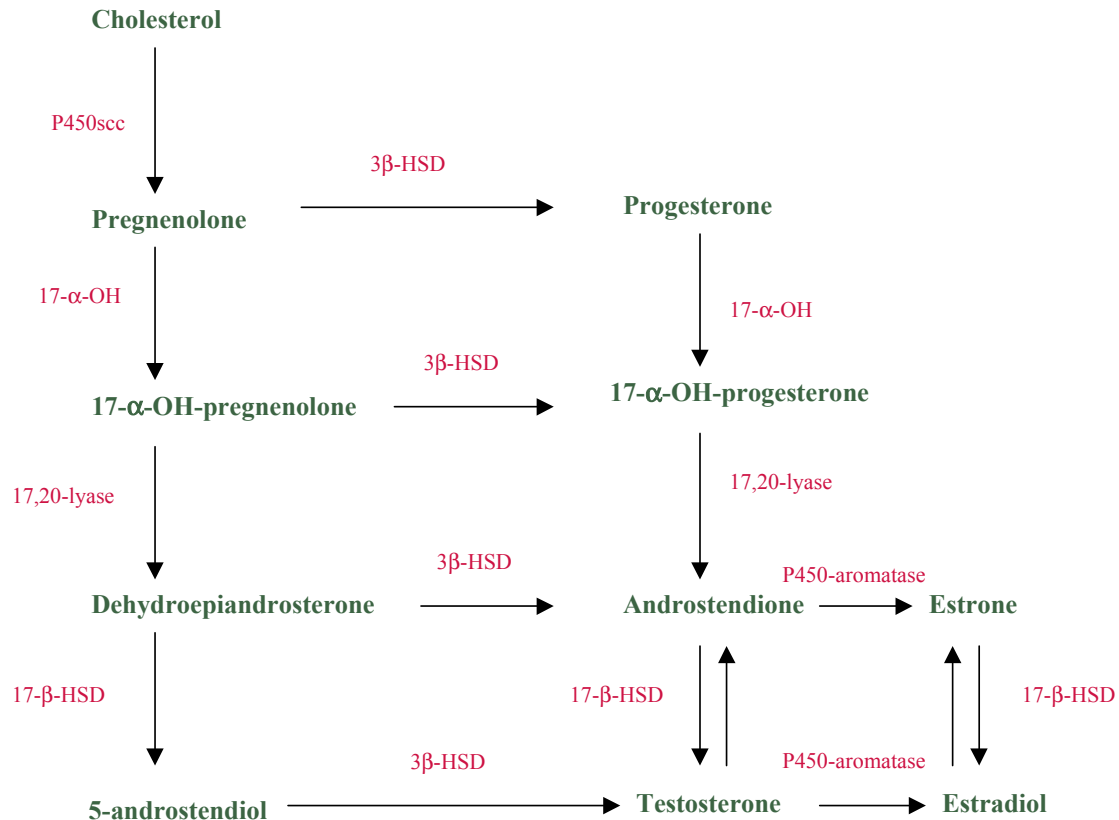 Cholesterol
P450scc
3β-HSD
Pregnenolone
Progesterone
17-α-OH
17-α-OH
3β-HSD
17-α-OH-pregnenolone
17-α-OH-progesterone
17,20-lyase
17,20-lyase
3β-HSD
P450-aromatase
Dehydroepiandrosterone
Androstendione
Estrone
17-β-HSD
17-β-HSD
17-β-HSD
3β-HSD
P450-aromatase
5-androstendiol
Testosterone
Estradiol